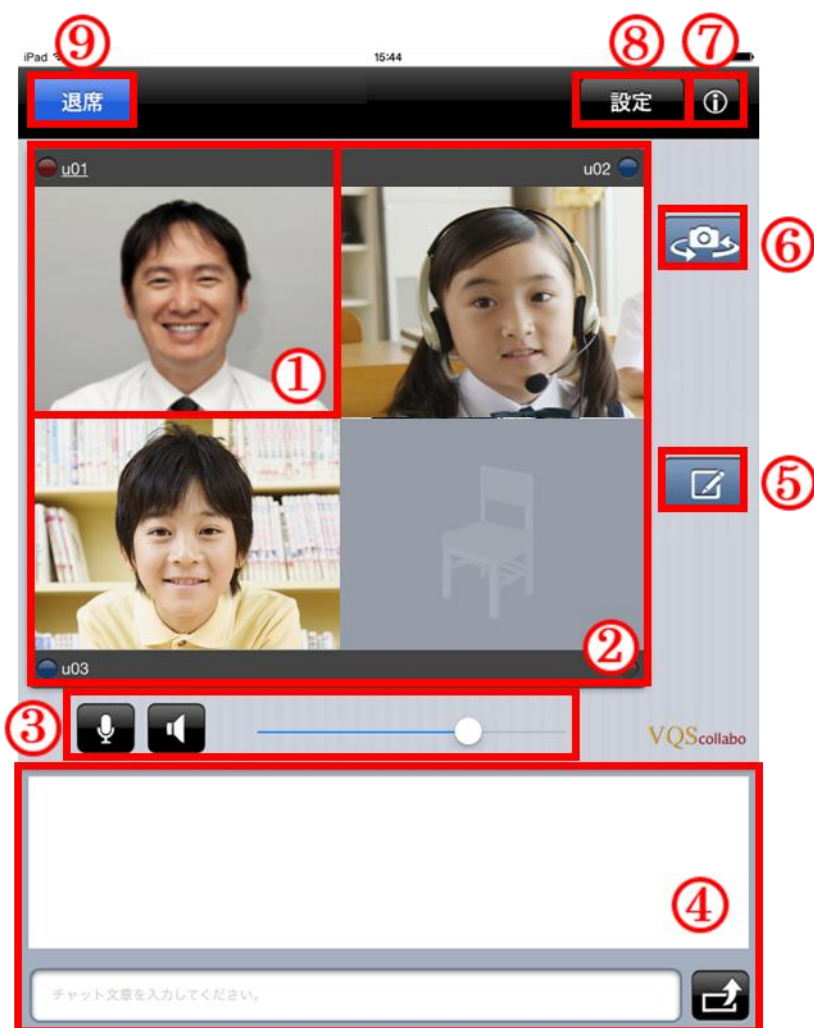 ⑨ ⑧ ⑦
iPad 15:44
退席 設定
u01 u02
⑥
①
⑤
②
u03
③
VQScollabo
④
チャット文章を入力してください。